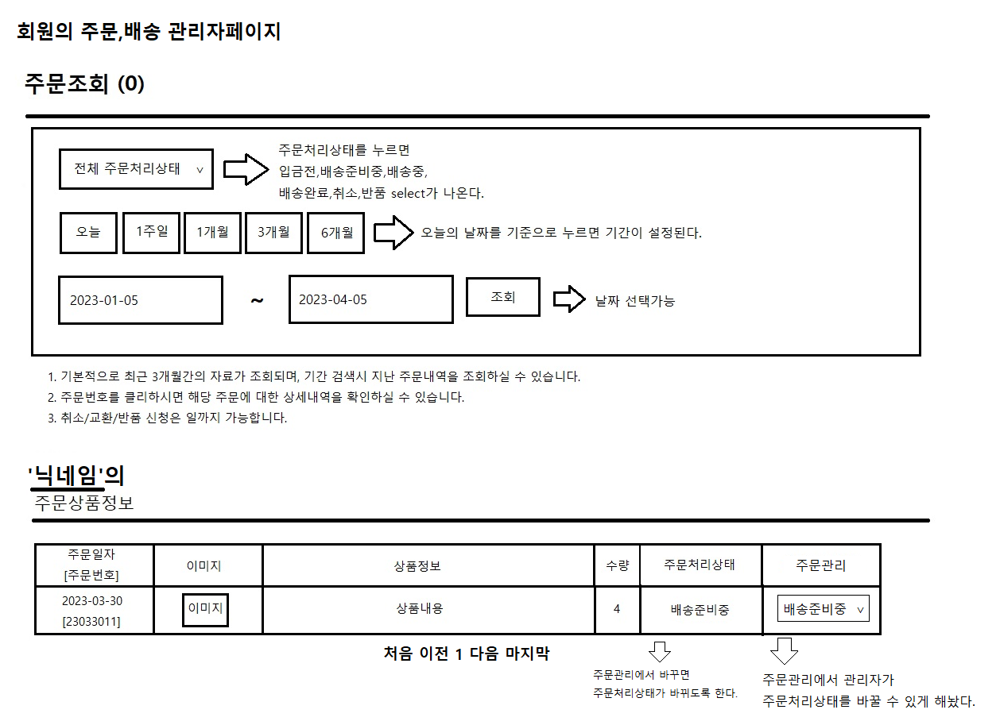 회원의 주문,배송 관리자페이지
주문조회 (0)
전체 주문처리상태 v
주문처리상태를 누르면
입금전,배송준비중,배송중,
배송완료,취소,반품 select가 나온다.
오늘 1주일 1개월 3개월 6개월
오늘의 날짜를 기준으로 누르면 기간이 설정된다.
2023-01-05 ~ 2023-04-05 조회 날짜 선택가능
1. 기본적으로 최근 3개월간의 자료가 조회되며, 기간 검색시 지난 주문내역을 조회하실 수 있습니다.
2. 주문번호를 클리하시면 해당 주문에 대한 상세내역을 확인하실 수 있습니다.
3. 취소/교환/반품 신청은 일까지 가능합니다.
'닉네임'의
주문상품정보
주문일자
[주문번호]
이미지 상품정보 수량 주문처리상태 주문관리
2023-03-30
[23033011]
이미지 상품내용 4 배송준비중 배송준비중 v
처음 이전 1 다음 마지막
주문관리에서 바꾸면
주문처리상태가 바뀌도록 한다.
주문관리에서 관리자가
주문처리상태를 바꿀 수 있게 해놨다.